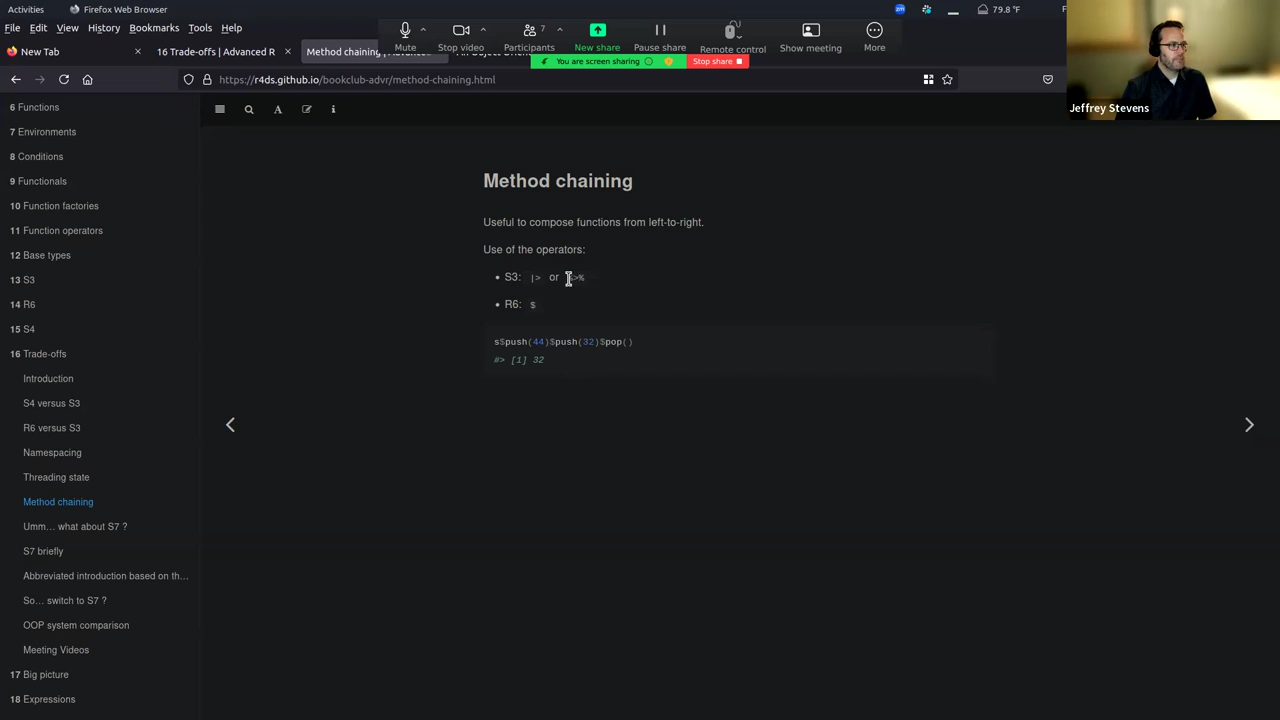 Activities
Firefox Web Browser
79.8 °F
File Edit View History Bookmarks Tools Help
Mute
Stop video
7
Participants
New share
Pause share
Remote control
Show meeting
More
New Tab
16 Trade-offs | Advanced R
Method chaining | Advanced
You are screen sharing
Stop share
https://r4ds.github.io/bookclub-advr/method-chaining.html
Jeffrey Stevens
6 Functions
7 Environments
8 Conditions
9 Functionals
10 Function factories
11 Function operators
12 Base types
13 S3
14 R6
15 S4
16 Trade-offs
Introduction
S4 versus S3
R6 versus S3
Namespacing
Threading state
Method chaining
Umm... what about S7 ?
S7 briefly
Abbreviated introduction based on th...
So... switch to S7 ?
OOP system comparison
Meeting Videos
17 Big picture
18 Expressions
Method chaining
Useful to compose functions from left-to-right.
Use of the operators:
• S3: |> or %>%
• R6: $
s$push(44)$push(32)$pop()
#> [1] 32